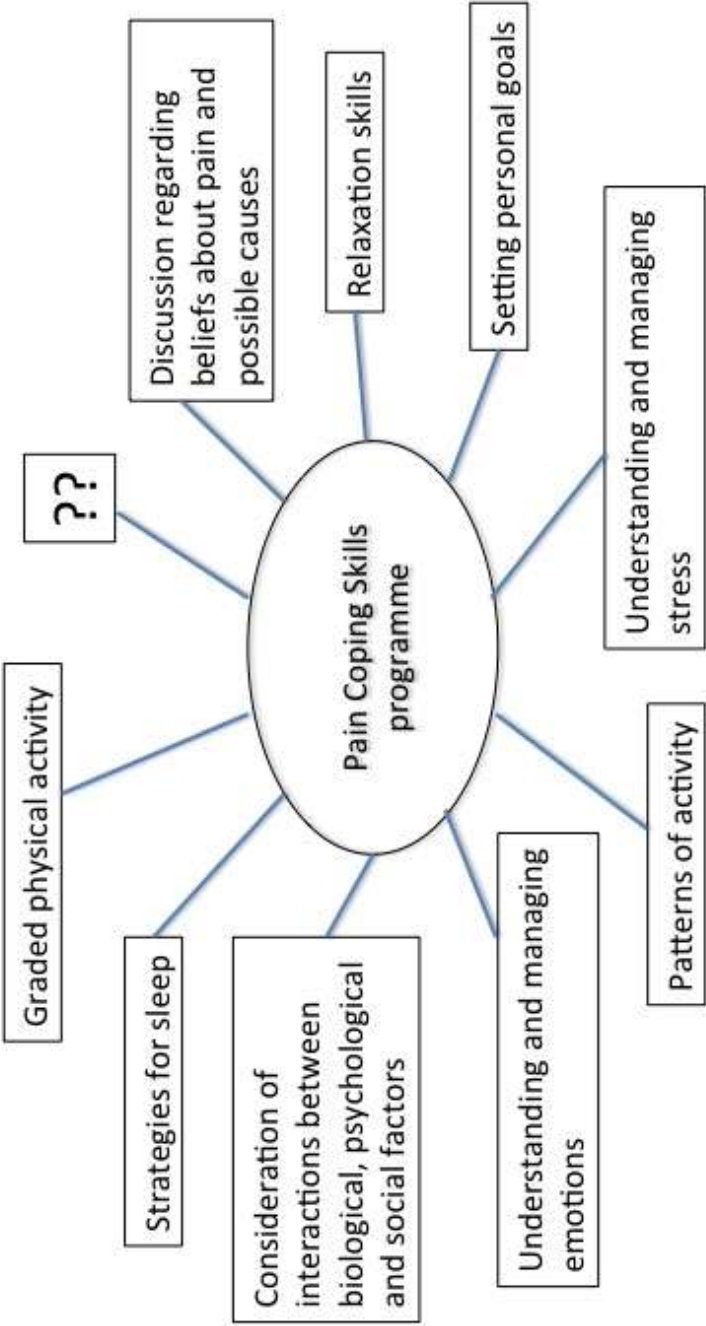 Graded physical activity
??
Discussion regarding
beliefs about pain and
possible causes
Strategies for sleep
Relaxation skills
Consideration of
interactions between
biological, psychological
and social factors
Pain Coping Skills
programme
Setting personal goals
Understanding and managing
emotions
Understanding and managing
stress
Patterns of activity